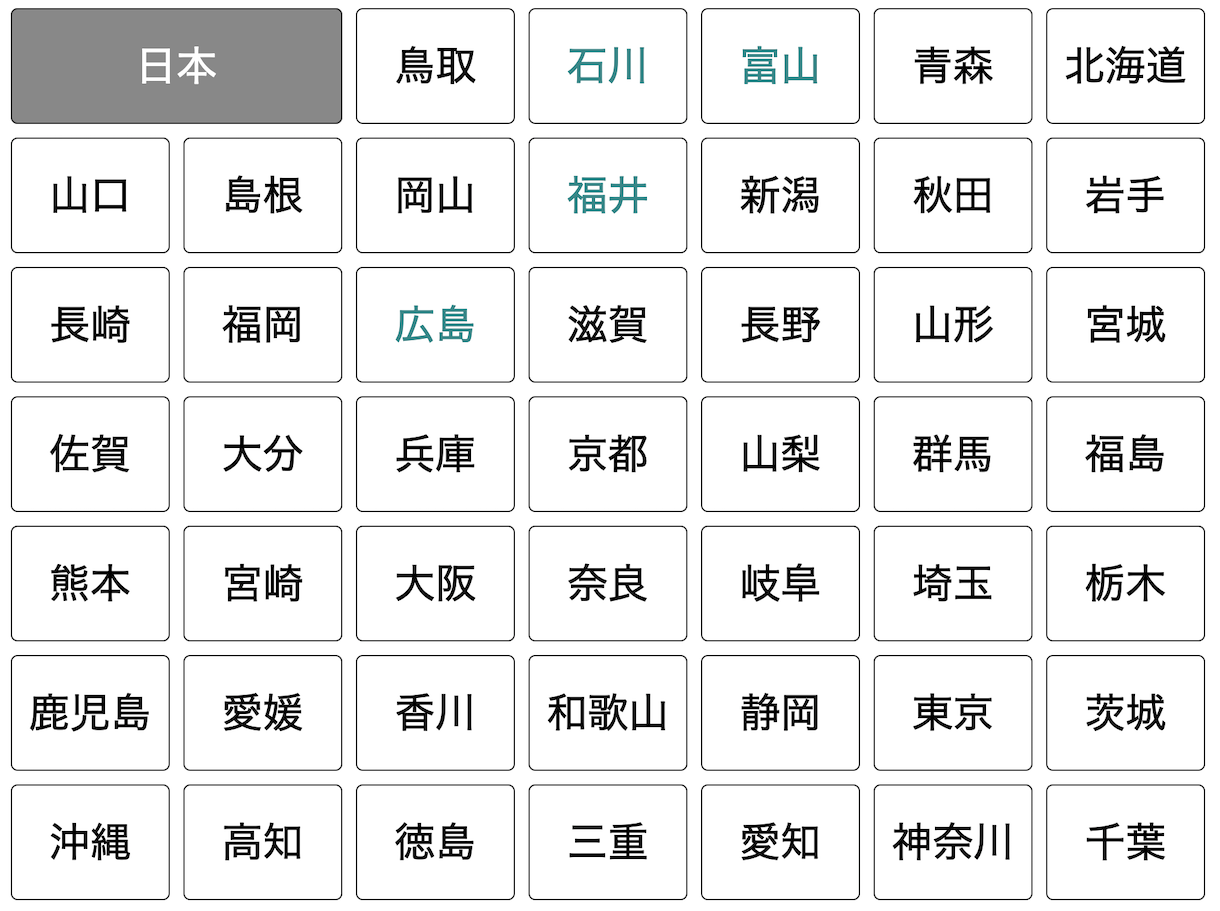 日本 鳥取 石川 富山 青森 北海道
山口 島根 岡山 福井 新潟 秋田 岩手
長崎 福岡 広島 滋賀 長野 山形 宮城
佐賀 大分 兵庫 京都 山梨 群馬 福島
熊本 宮崎 大阪 奈良 岐阜 埼玉 栃木
鹿児島 愛媛 香川 和歌山 静岡 東京 茨城
沖縄 高知 徳島 三重 愛知 神奈川 千葉